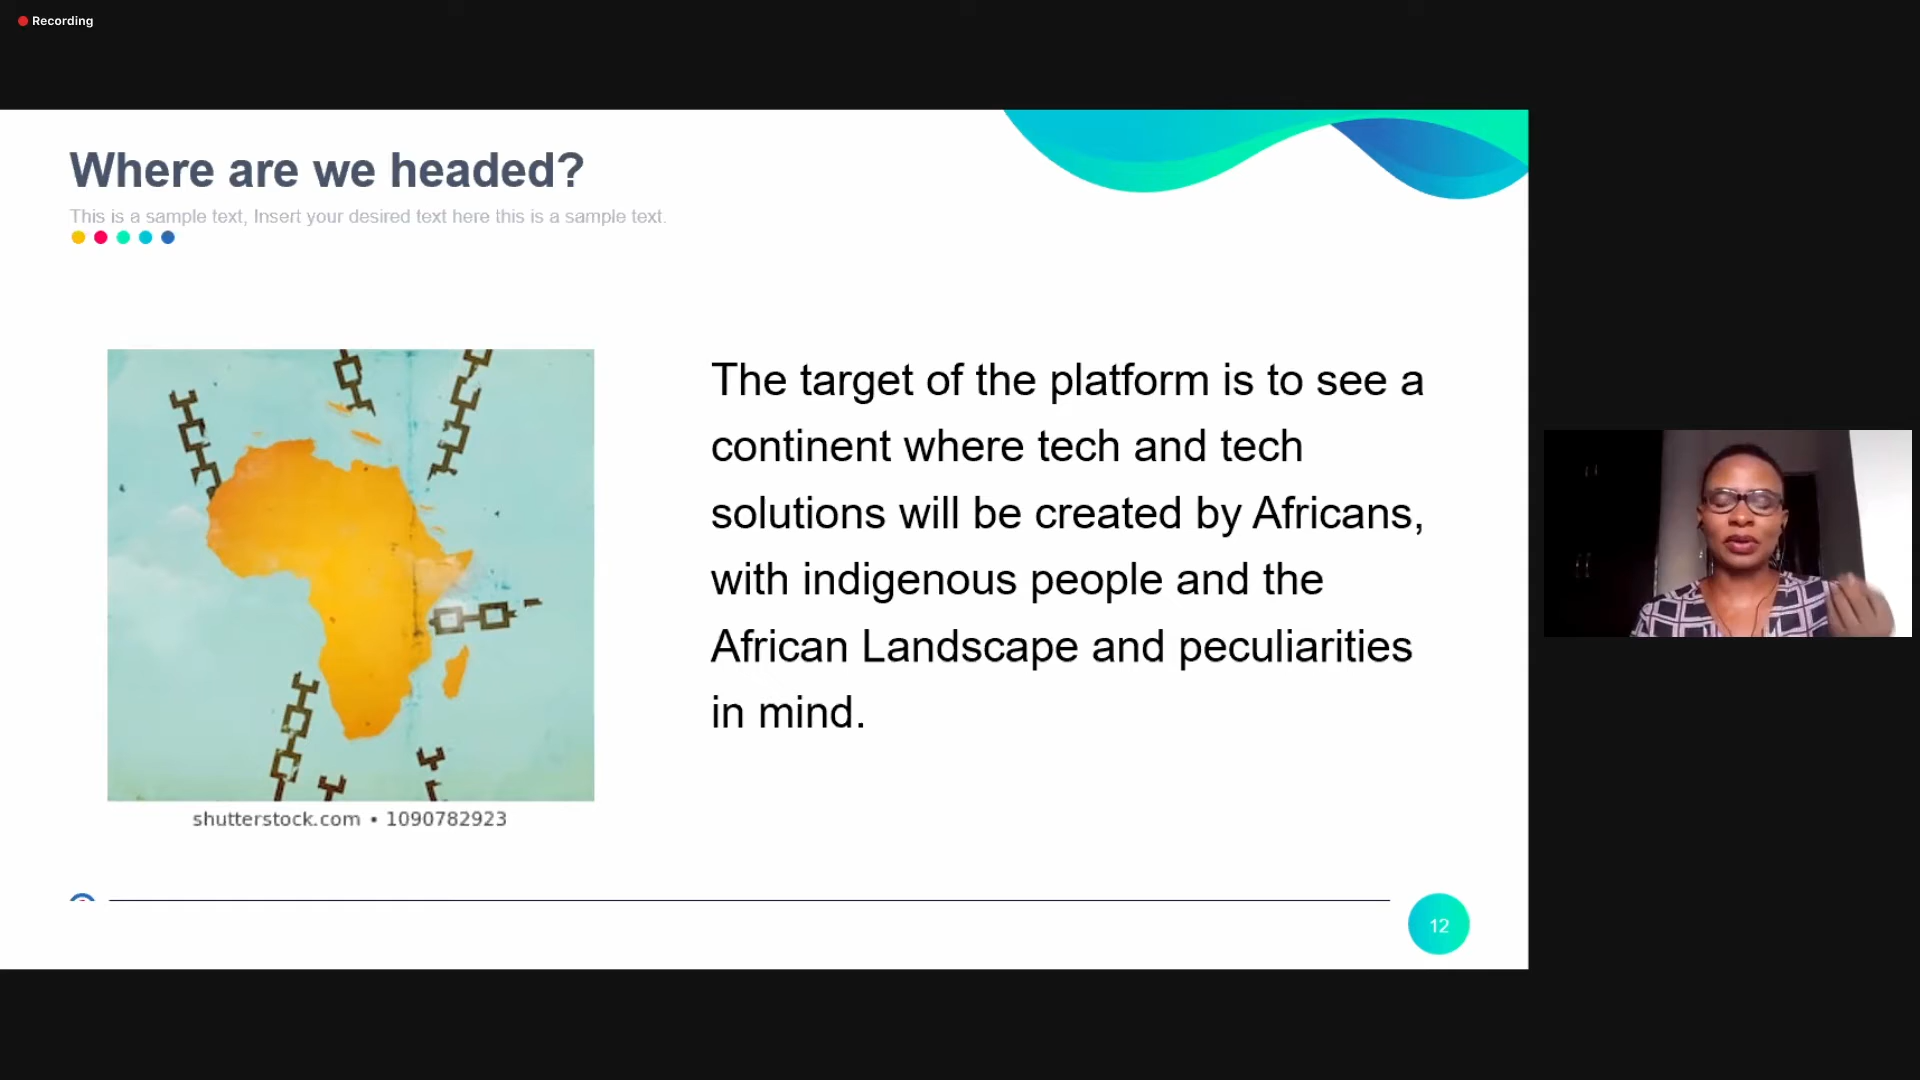 Recording
Where are we headed?
This is a sample text, Insert your desired text here this is a sample text.
The target of the platform is to see a
continent where tech and tech
solutions will be created by Africans,
with indigenous people and the
African Landscape and peculiarities
in mind.
shutterstock.com • 1090782923
12